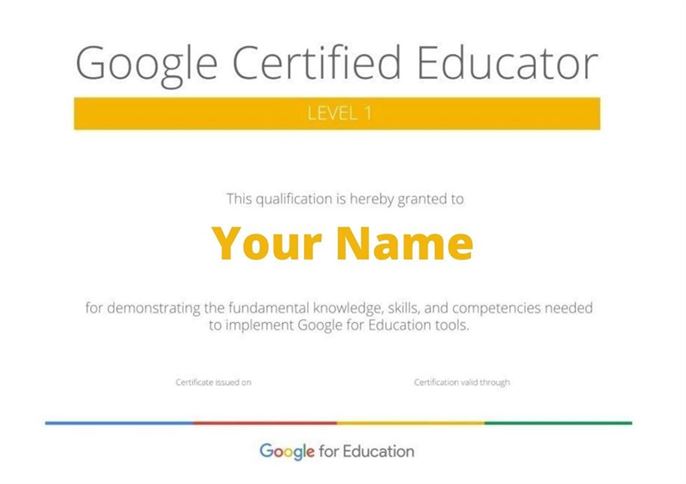 Google Certified Educator
LEVEL 1
This qualification is hereby granted to
Your Name
for demonstrating the fundamental knowledge, skills, and competencies needed
to implement Google for Education tools.
Certificate issued on
Certification valid through
Google for Education